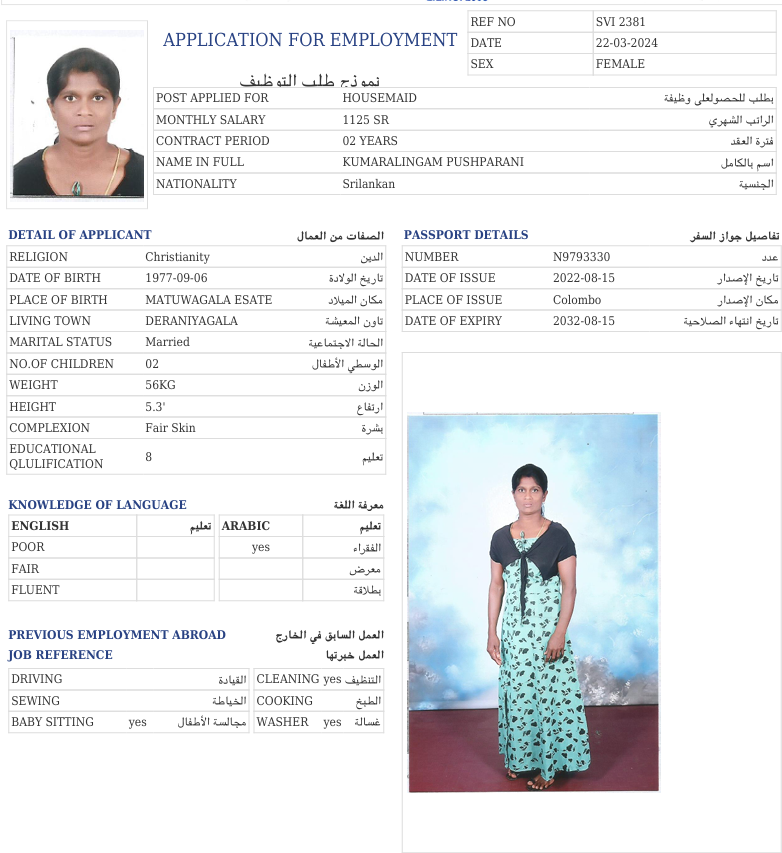 APPLICATION FOR EMPLOYMENT
نموذج طلب التوظيف
REF NO SVI 2381
DATE 22-03-2024
SEX FEMALE
POST APPLIED FOR HOUSEMAID بطلب للحصولعلى وظيفة
MONTHLY SALARY 1125 SR الراتب الشهري
CONTRACT PERIOD 02 YEARS فترة العقد
NAME IN FULL KUMARALINGAM PUSHPARANI اسم بالكامل
NATIONALITY Srilankan الجنسية
DETAIL OF APPLICANT الصفات من العمال
RELIGION Christianity الدين
DATE OF BIRTH 1977-09-06 تاريخ الولادة
PLACE OF BIRTH MATUWAGALA ESATE مكان الميلاد
LIVING TOWN DERANIYAGALA تاون المعيشة
MARITAL STATUS Married الحالة الاجتماعية
NO.OF CHILDREN 02 الوسطي الأطفال
WEIGHT 56KG الوزن
HEIGHT 5.3' ارتفاع
COMPLEXION Fair Skin بشرة
EDUCATIONAL
QLULIFICATION 8 تعليم
PASSPORT DETAILS تفاصيل جواز السفر
NUMBER N9793330 عدد
DATE OF ISSUE 2022-08-15 تاريخ الإصدار
PLACE OF ISSUE Colombo مكان الإصدار
DATE OF EXPIRY 2032-08-15 تاريخ انتهاء الصلاحية
KNOWLEDGE OF LANGUAGE معرفة اللغة
ENGLISH تعليم ARABIC تعليم
POOR yes الفقراء
FAIR معرض
FLUENT بطلاقة
PREVIOUS EMPLOYMENT ABROAD العمل السابق في الخارج
JOB REFERENCE العمل خبرتها
DRIVING القيادة CLEANING yes التنظيف
SEWING الخياطة COOKING الطبخ
BABY SITTING yes مجالسة الأطفال WASHER yes غسالة